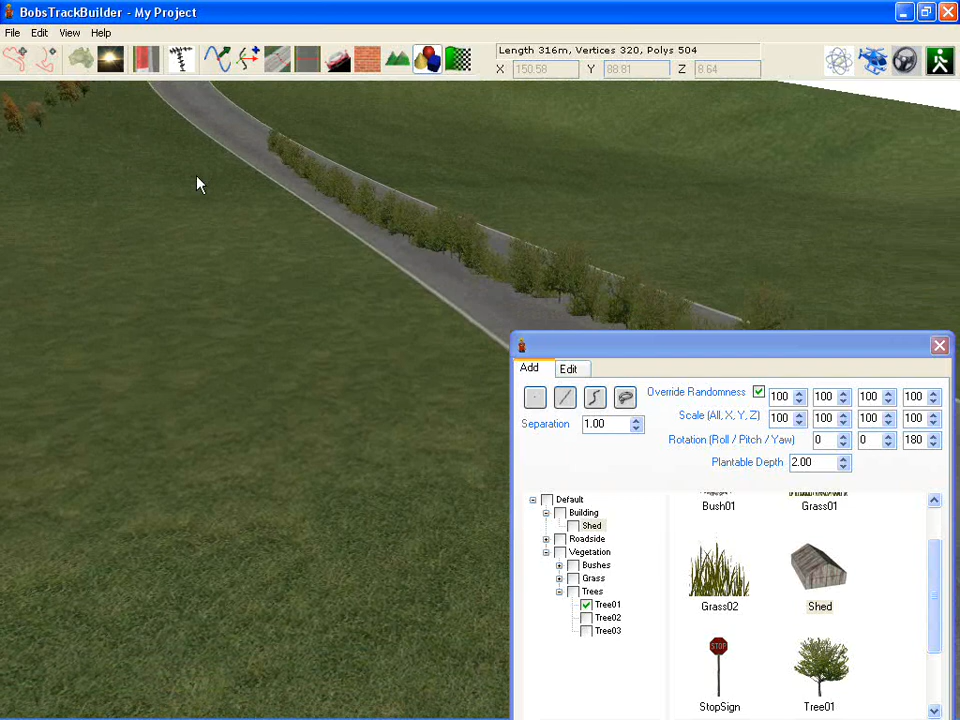 BobsTrackBuilder - My Project
File Edit View Help
Length 316m, Vertices 320, Polys 504
X 150.58 Y 88.81 Z 8.64
Add Edit
Override Randomness 100 100 100 100
Scale (All, X, Y, Z) 100 100 100 100
Separation 1.00
Rotation (Roll / Pitch / Yaw) 0 0 180
Plantable Depth 2.00
Default
Building
Shed
Roadside
Vegetation
Bushes
Grass
Trees
Tree01
Tree02
Tree03
Bush01 Grass01
Grass02 Shed
STOP
StopSign Tree01